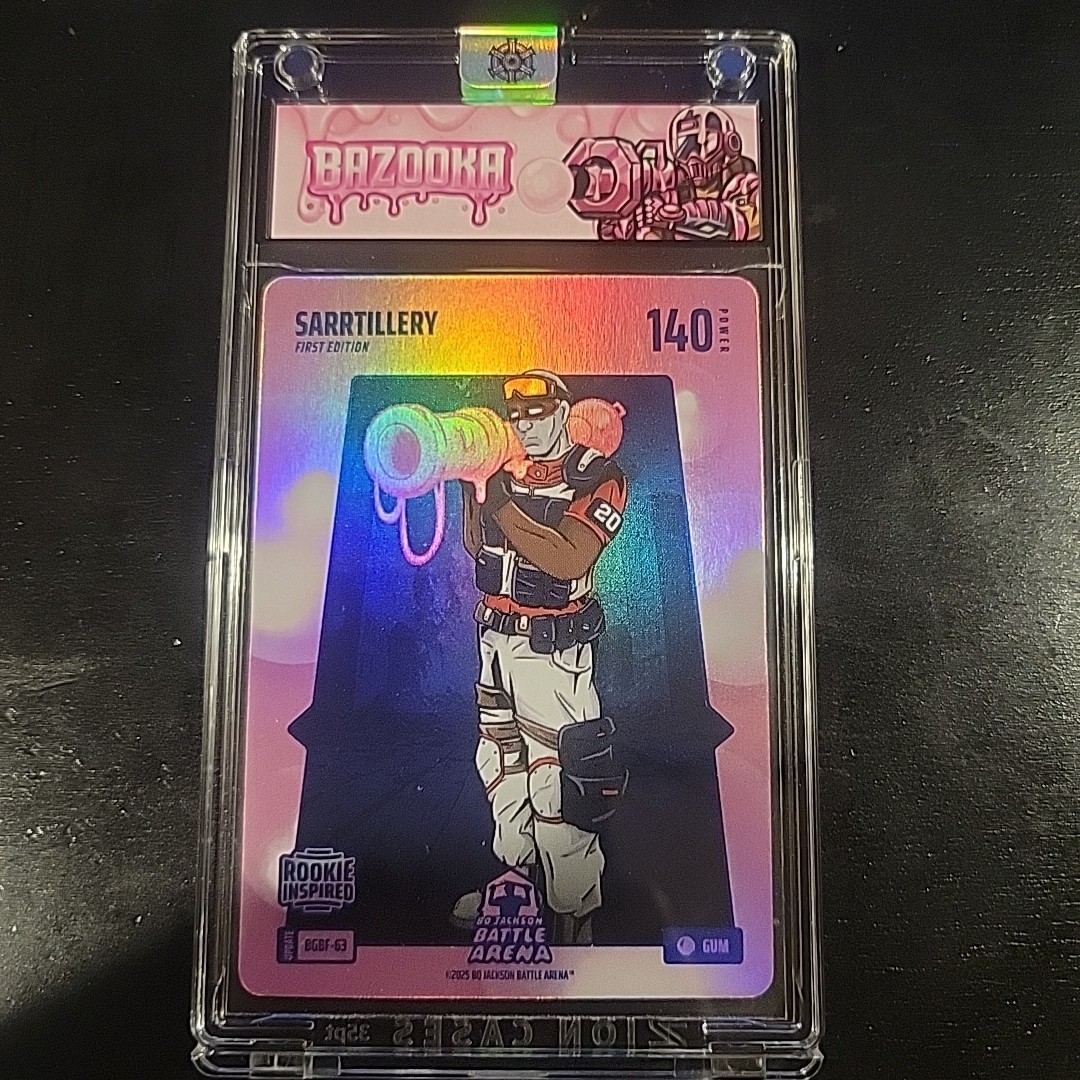 BAZOOKA
SARRTILLERY
FIRST EDITION
140
POWER
20
ROOKIE
INSPIRED
UPDATE
BGBF-63
BO JACKSON
BATTLE
ARENA
GUM
©2025 BO JACKSON BATTLE ARENA™
ZION CASES 35pt